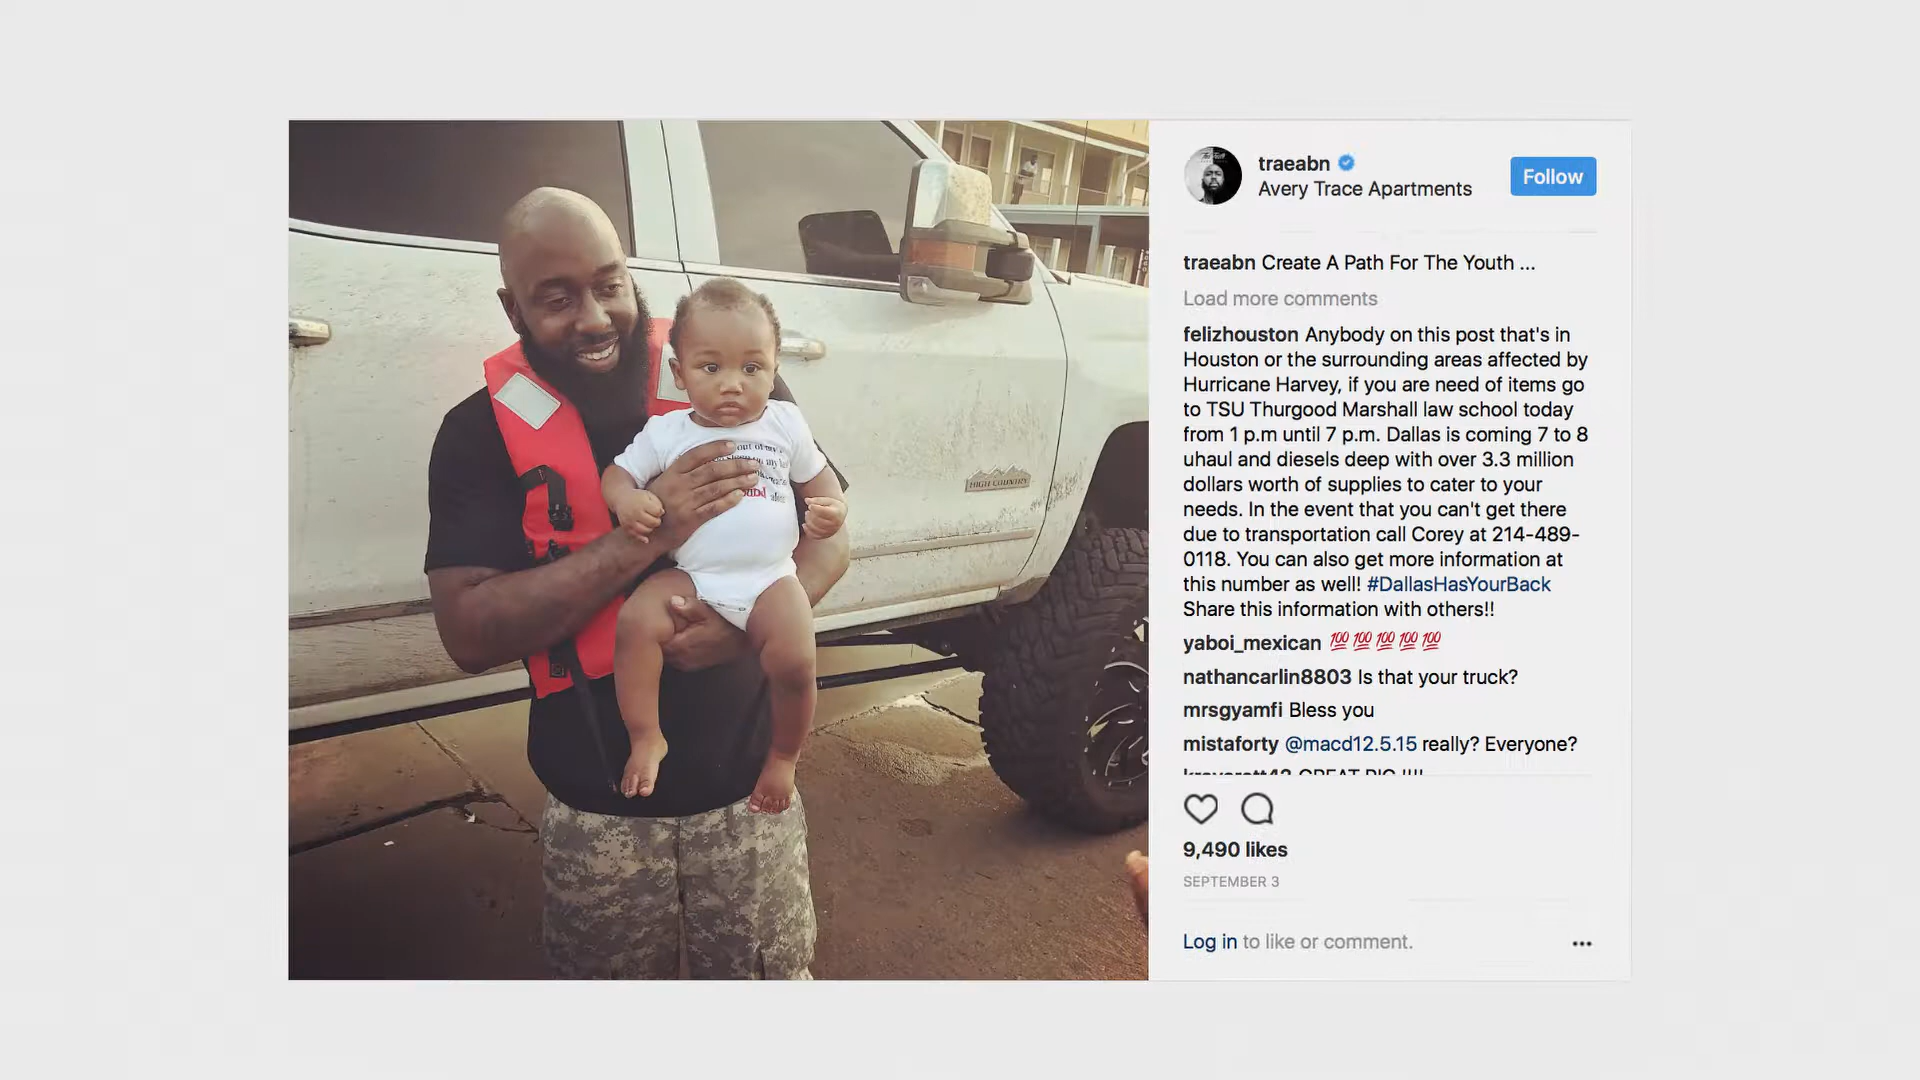 traeabn
Avery Trace Apartments
Follow
traeabn Create A Path For The Youth ...
Load more comments
felizhouston Anybody on this post that's in
Houston or the surrounding areas affected by
Hurricane Harvey, if you are need of items go
to TSU Thurgood Marshall law school today
from 1 p.m until 7 p.m. Dallas is coming 7 to 8
uhaul and diesels deep with over 3.3 million
dollars worth of supplies to cater to your
needs. In the event that you can't get there
due to transportation call Corey at 214-489-
0118. You can also get more information at
this number as well! #DallasHasYourBack
Share this information with others!!
yaboi_mexican 💯💯💯💯💯
nathancarlin8803 Is that your truck?
mrsgyamfi Bless you
mistaforty @macd12.5.15 really? Everyone?
GREAT PIC !!!!
9,490 likes
SEPTEMBER 3
Log in to like or comment.
HIGH COUNTRY
out of my
on my